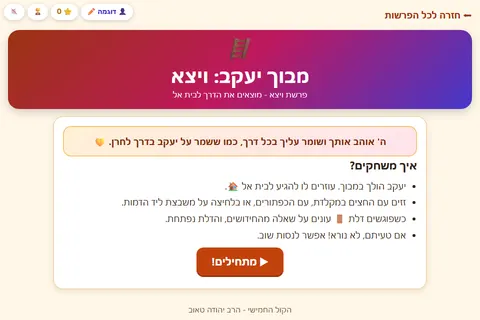 ← חזרה לכל הפרשות
👤 דוגמה ✏️
⭐ 0
מבוך יעקב: ויצא
פרשת ויצא - מוצאים את הדרך לבית אל
ה' אוהב אותך ושומר עליך בכל דרך, כמו ששמר על יעקב בדרך לחרן. 💛
איך משחקים?
• יעקב הולך במבוך. עוזרים לו להגיע לבית אל 🏠.
• זזים עם החצים במקלדת, עם הכפתורים, או בלחיצה על משבצת ליד הדמות.
• כשפוגשים דלת 🚪 עונים על שאלה מהחידושים, והדלת נפתחת.
• אם טעיתם, לא נורא! אפשר לנסות שוב.
▶ מתחילים!
הקול החמישי - הרב יהודה טאוב